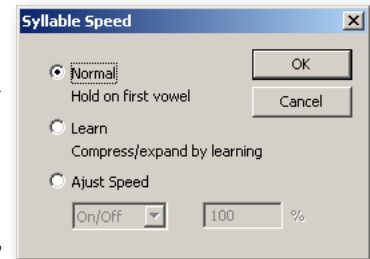 Syllable Speed
Normal
OK
Hold on first vowel
Cancel
Learn
Compress/expand by learning
Ajust Speed
On/Off 100 %